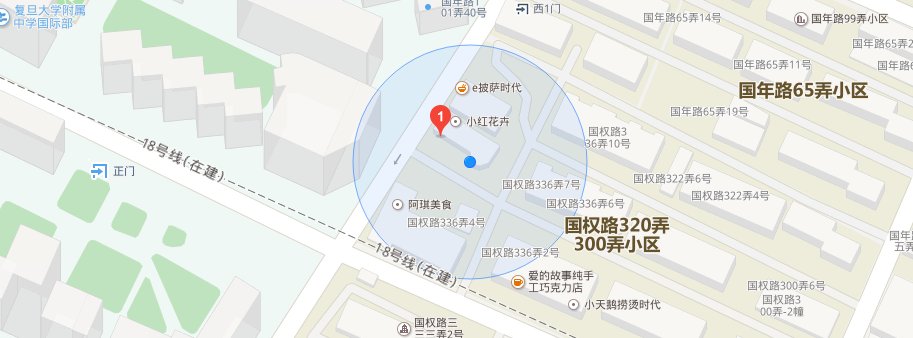 复旦大学附属
中学国际部
国年路1
01弄40号
西1门
国年路65弄14号
国年路99弄小区
国年路65弄2
国年路65弄11号
国年路65弄小区
e披萨时代
1
小红花卉
国年路65弄19号
国权路3
36弄10号
18号线(在建)
正门
国权路322弄6号
国权路336弄7号
国权路322弄4号
国权路336弄6号
阿琪美食
国权路336弄4号
国权路320弄
300弄小区
国年
五弄
国权路336弄2号
18号线(在建)
爱的故事纯手
工巧克力店
国权路300弄6号
小天鹅捞烫时代
国权路3
00弄-2幢
国权路三
三三弄2号